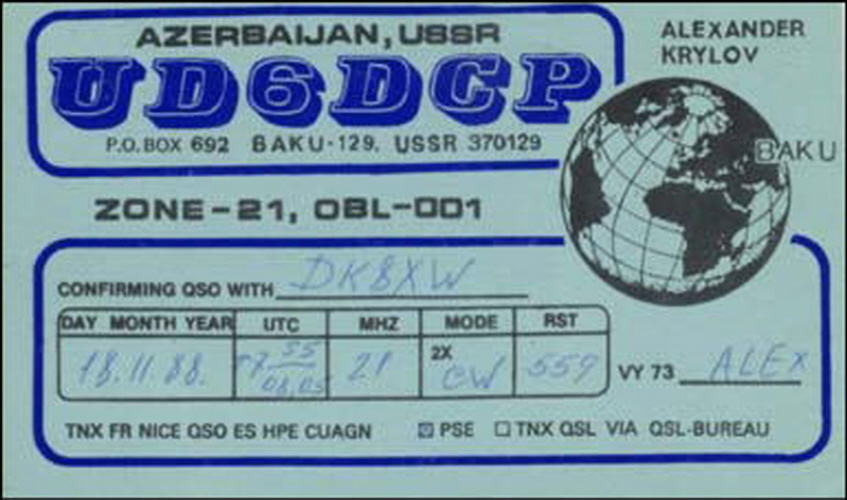 AZERBAIJAN, USSR
UD6DCP
P.O. BOX 692 BAKU-129, USSR 370129
ALEXANDER
KRYLOV
BAKU
ZONE-21, OBL-001
CONFIRMING QSO WITH DK8XW
DAY MONTH YEAR UTC MHZ MODE RST
18.11.88. 21 2X CW 559
VY 73 ALEX
TNX FR NICE QSO ES HPE CUAGN PSE TNX QSL VIA QSL-BUREAU